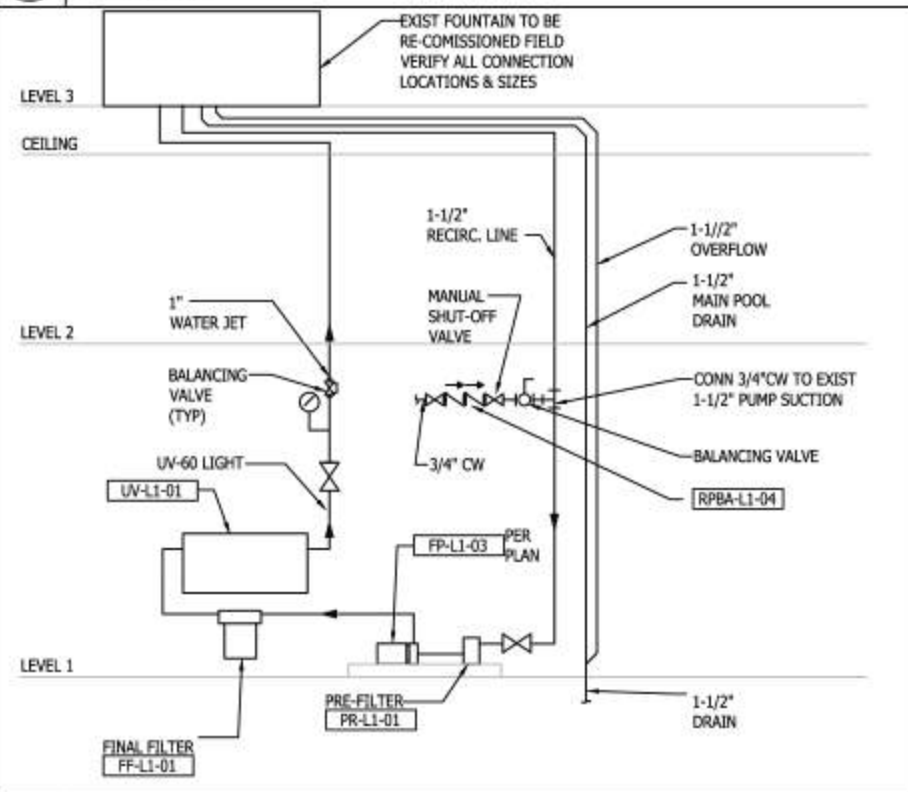 EXIST FOUNTAIN TO BE
RE-COMISSIONED FIELD
VERIFY ALL CONNECTION
LOCATIONS & SIZES
LEVEL 3
CEILING
1-1/2"
RECIRC. LINE
1-1//2"
OVERFLOW
1-1/2"
MAIN POOL
DRAIN
1"
WATER JET
MANUAL
SHUT-OFF
VALVE
LEVEL 2
BALANCING
VALVE
(TYP)
CONN 3/4"CW TO EXIST
1-1/2" PUMP SUCTION
UV-60 LIGHT
3/4" CW
BALANCING VALVE
UV-L1-01
RPBA-L1-04
FP-L1-03
PER
PLAN
LEVEL 1
PRE-FILTER
PR-L1-01
1-1/2"
DRAIN
FINAL FILTER
FF-L1-01